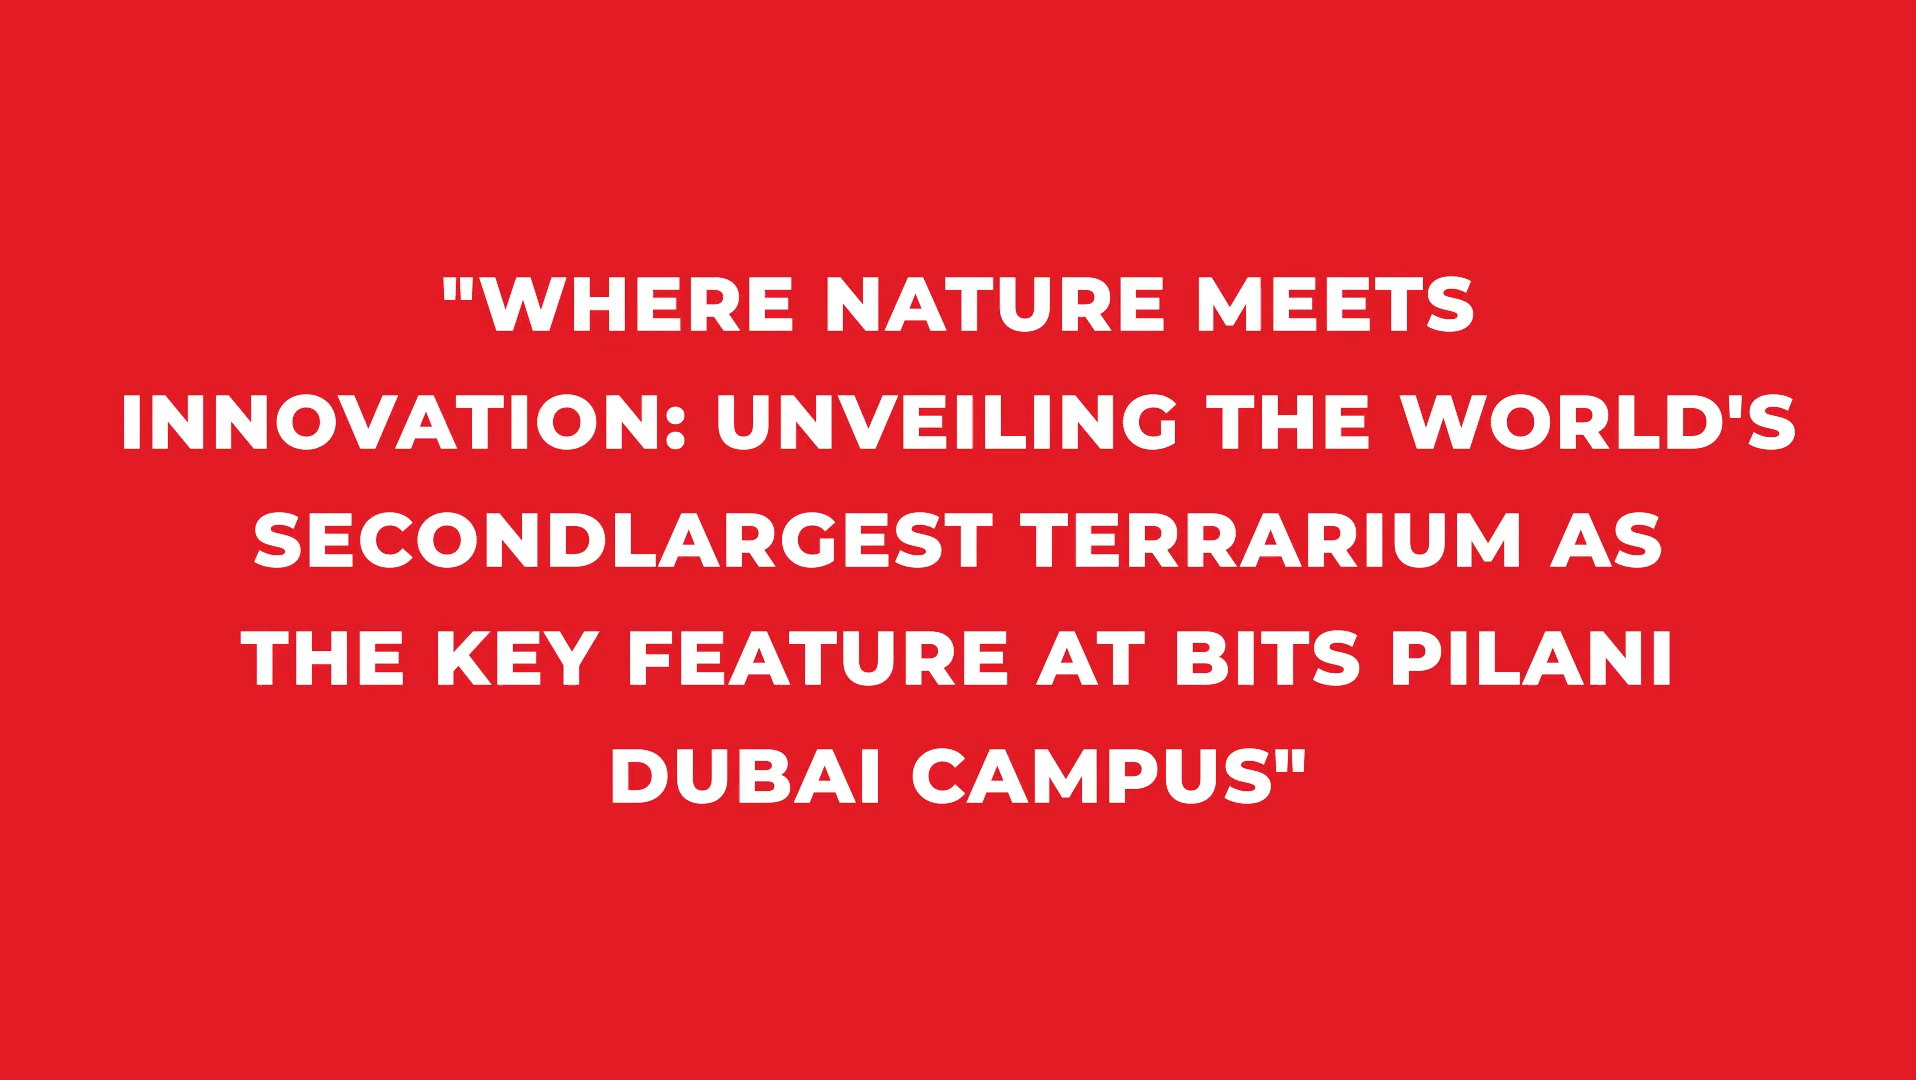 "WHERE NATURE MEETS
INNOVATION: UNVEILING THE WORLD'S
SECONDLARGEST TERRARIUM AS
THE KEY FEATURE AT BITS PILANI
DUBAI CAMPUS"